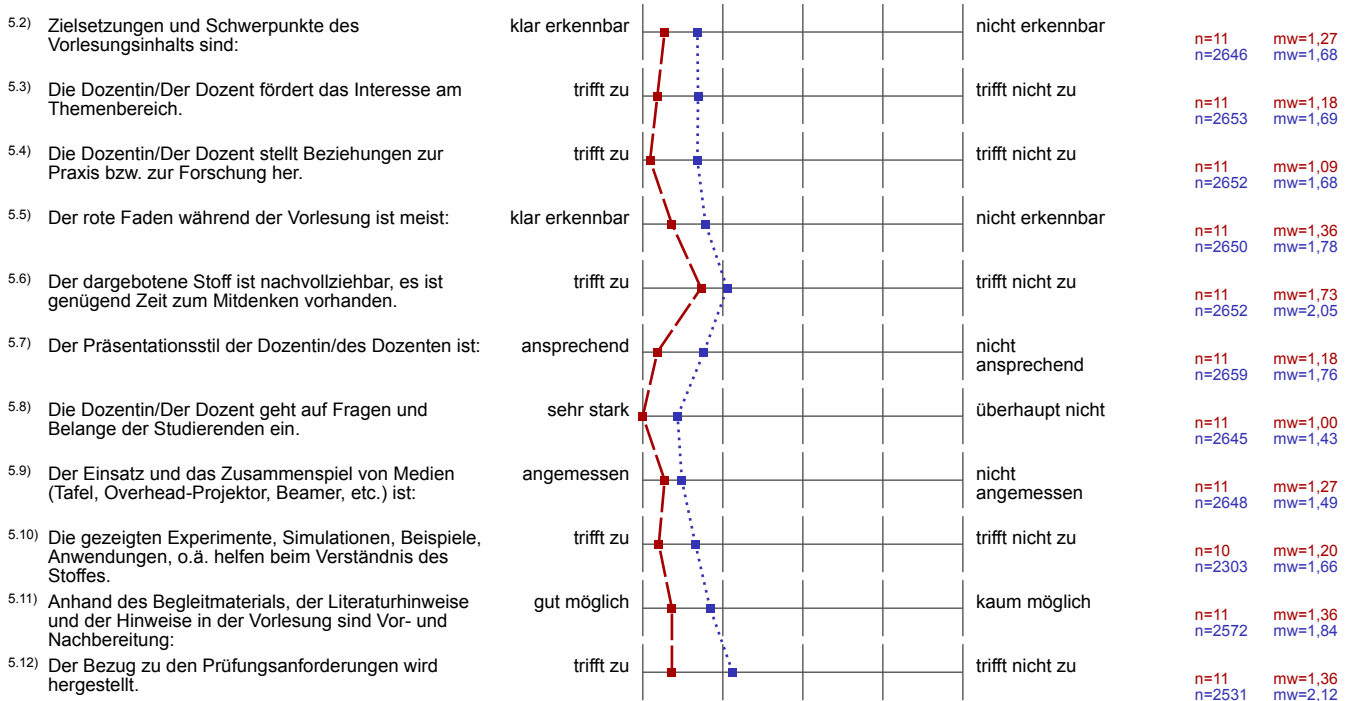 5.2) Zielsetzungen und Schwerpunkte des klar erkennbar nicht erkennbar
Vorlesungsinhalts sind:
n=11 mw=1,27
n=2646 mw=1,68
5.3) Die Dozentin/Der Dozent fördert das Interesse am trifft zu trifft nicht zu
Themenbereich.
n=11 mw=1,18
n=2653 mw=1,69
5.4) Die Dozentin/Der Dozent stellt Beziehungen zur trifft zu trifft nicht zu
Praxis bzw. zur Forschung her.
n=11 mw=1,09
n=2652 mw=1,68
5.5) Der rote Faden während der Vorlesung ist meist: klar erkennbar nicht erkennbar
n=11 mw=1,36
n=2650 mw=1,78
5.6) Der dargebotene Stoff ist nachvollziehbar, es ist trifft zu trifft nicht zu
genügend Zeit zum Mitdenken vorhanden.
n=11 mw=1,73
n=2652 mw=2,05
5.7) Der Präsentationsstil der Dozentin/des Dozenten ist: ansprechend nicht
ansprechend
n=11 mw=1,18
n=2659 mw=1,76
5.8) Die Dozentin/Der Dozent geht auf Fragen und sehr stark überhaupt nicht
Belange der Studierenden ein.
n=11 mw=1,00
n=2645 mw=1,43
5.9) Der Einsatz und das Zusammenspiel von Medien angemessen nicht
(Tafel, Overhead-Projektor, Beamer, etc.) ist: angemessen
n=11 mw=1,27
n=2648 mw=1,49
5.10) Die gezeigten Experimente, Simulationen, Beispiele, trifft zu trifft nicht zu
Anwendungen, o.ä. helfen beim Verständnis des
Stoffes.
n=10 mw=1,20
n=2303 mw=1,66
5.11) Anhand des Begleitmaterials, der Literaturhinweise gut möglich kaum möglich
und der Hinweise in der Vorlesung sind Vor- und
Nachbereitung:
n=11 mw=1,36
n=2572 mw=1,84
5.12) Der Bezug zu den Prüfungsanforderungen wird trifft zu trifft nicht zu
hergestellt.
n=11 mw=1,36
n=2531 mw=2,12